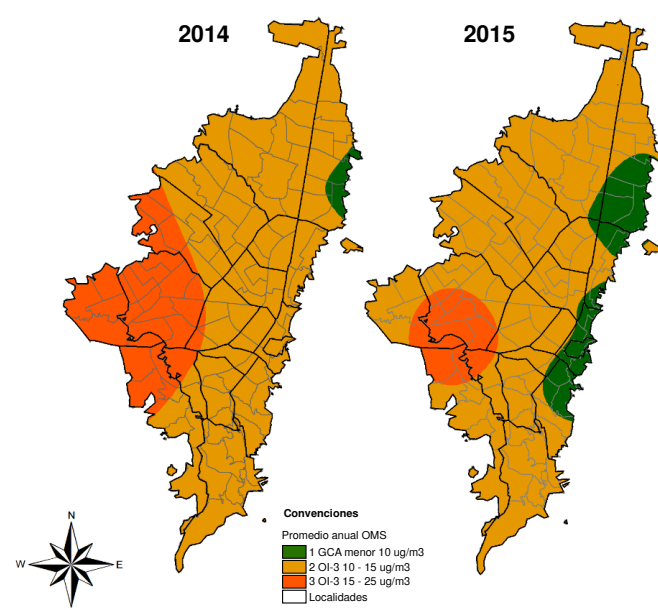 2014
2015
N
W
E
S
Convenciones
Promedio anual OMS
1 GCA menor 10 ug/m3
2 OI-3 10 - 15 ug/m3
3 OI-3 15 - 25 ug/m3
Localidades